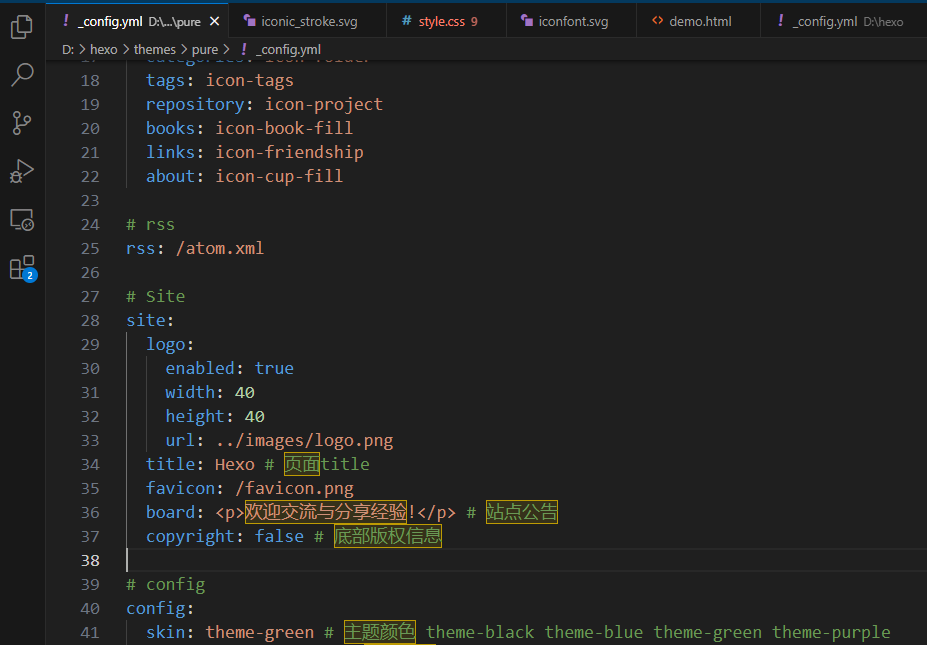 _config.yml D:\...\pure
iconic_stroke.svg
# style.css 9
iconfont.svg
<> demo.html
_config.yml D:\hexo
D: > hexo > themes > pure > ! _config.yml
17 categories: icon-folder
18 tags: icon-tags
19 repository: icon-project
20 books: icon-book-fill
21 links: icon-friendship
22 about: icon-cup-fill
23
24 # rss
25 rss: /atom.xml
26
27 # Site
28 site:
29 logo:
30 enabled: true
31 width: 40
32 height: 40
33 url: ../images/logo.png
34 title: Hexo # 页面title
35 favicon: /favicon.png
36 board: <p>欢迎交流与分享经验!</p> # 站点公告
37 copyright: false # 底部版权信息
38
39 # config
40 config:
41 skin: theme-green # 主题颜色 theme-black theme-blue theme-green theme-purple
2